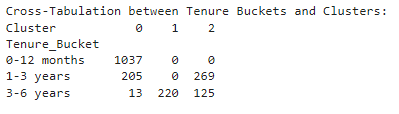 Cross-Tabulation between Tenure Buckets and Clusters:
Cluster 0 1 2
Tenure_Bucket
0-12 months 1037 0 0
1-3 years 205 0 269
3-6 years 13 220 125